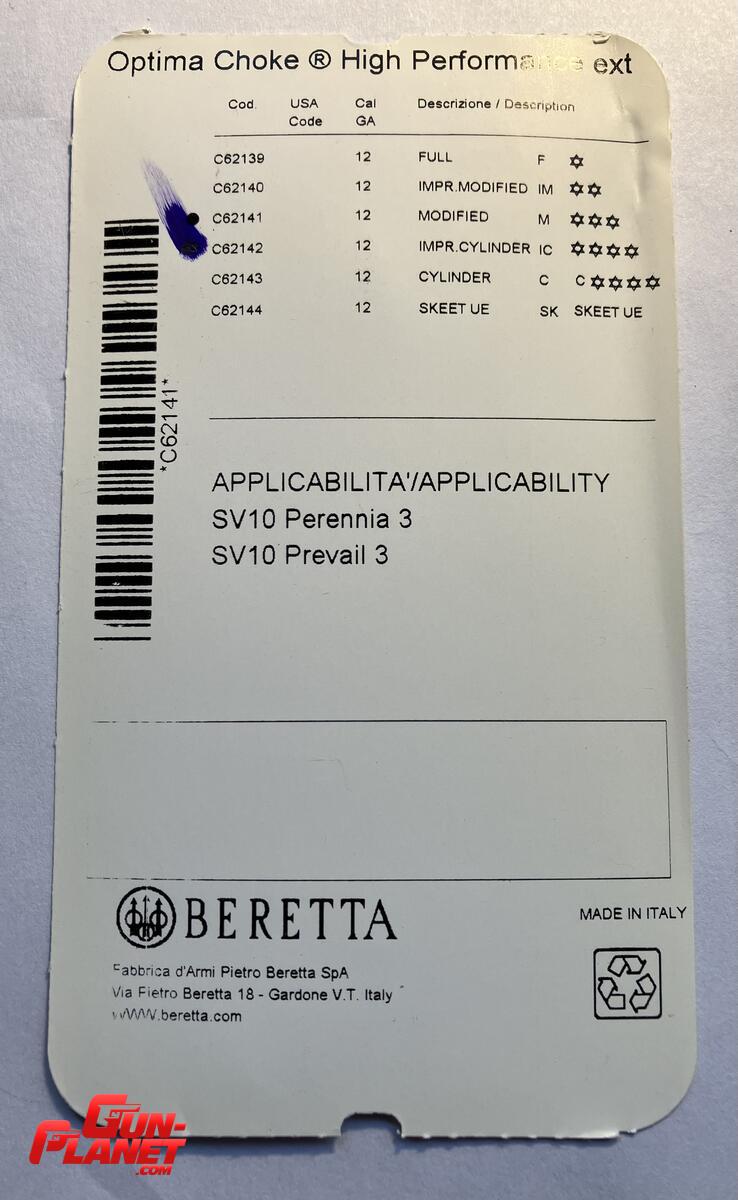 Optima Choke ® High Performance ext
Cod. USA Code Cal GA Descrizione / Description
C62139 12 FULL F ✡
C62140 12 IMPR.MODIFIED IM ✡✡
C62141 12 MODIFIED M ✡✡✡
C62142 12 IMPR.CYLINDER IC ✡✡✡✡
C62143 12 CYLINDER C C✡✡✡✡
C62144 12 SKEET UE SK SKEET UE
*C62141*
APPLICABILITA'/APPLICABILITY
SV10 Perennia 3
SV10 Prevail 3
BERETTA
MADE IN ITALY
Fabbrica d'Armi Pietro Beretta SpA
Via Pietro Beretta 18 - Gardone V.T. Italy
WWW.beretta.com
GUN-
PLANET
.COM